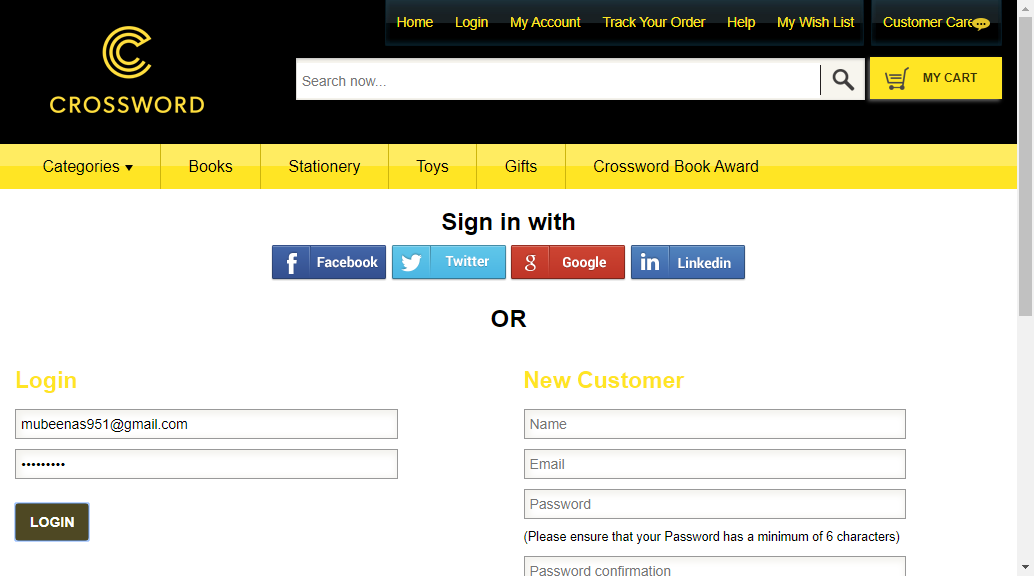 Home Login My Account Track Your Order Help My Wish List Customer Care
CROSSWORD
Search now...
MY CART
Categories Books Stationery Toys Gifts Crossword Book Award
Sign in with
Facebook Twitter Google Linkedin
OR
Login
mubeenas951@gmail.com
•••••••••
LOGIN
New Customer
Name
Email
Password
(Please ensure that your Password has a minimum of 6 characters)
Password confirmation